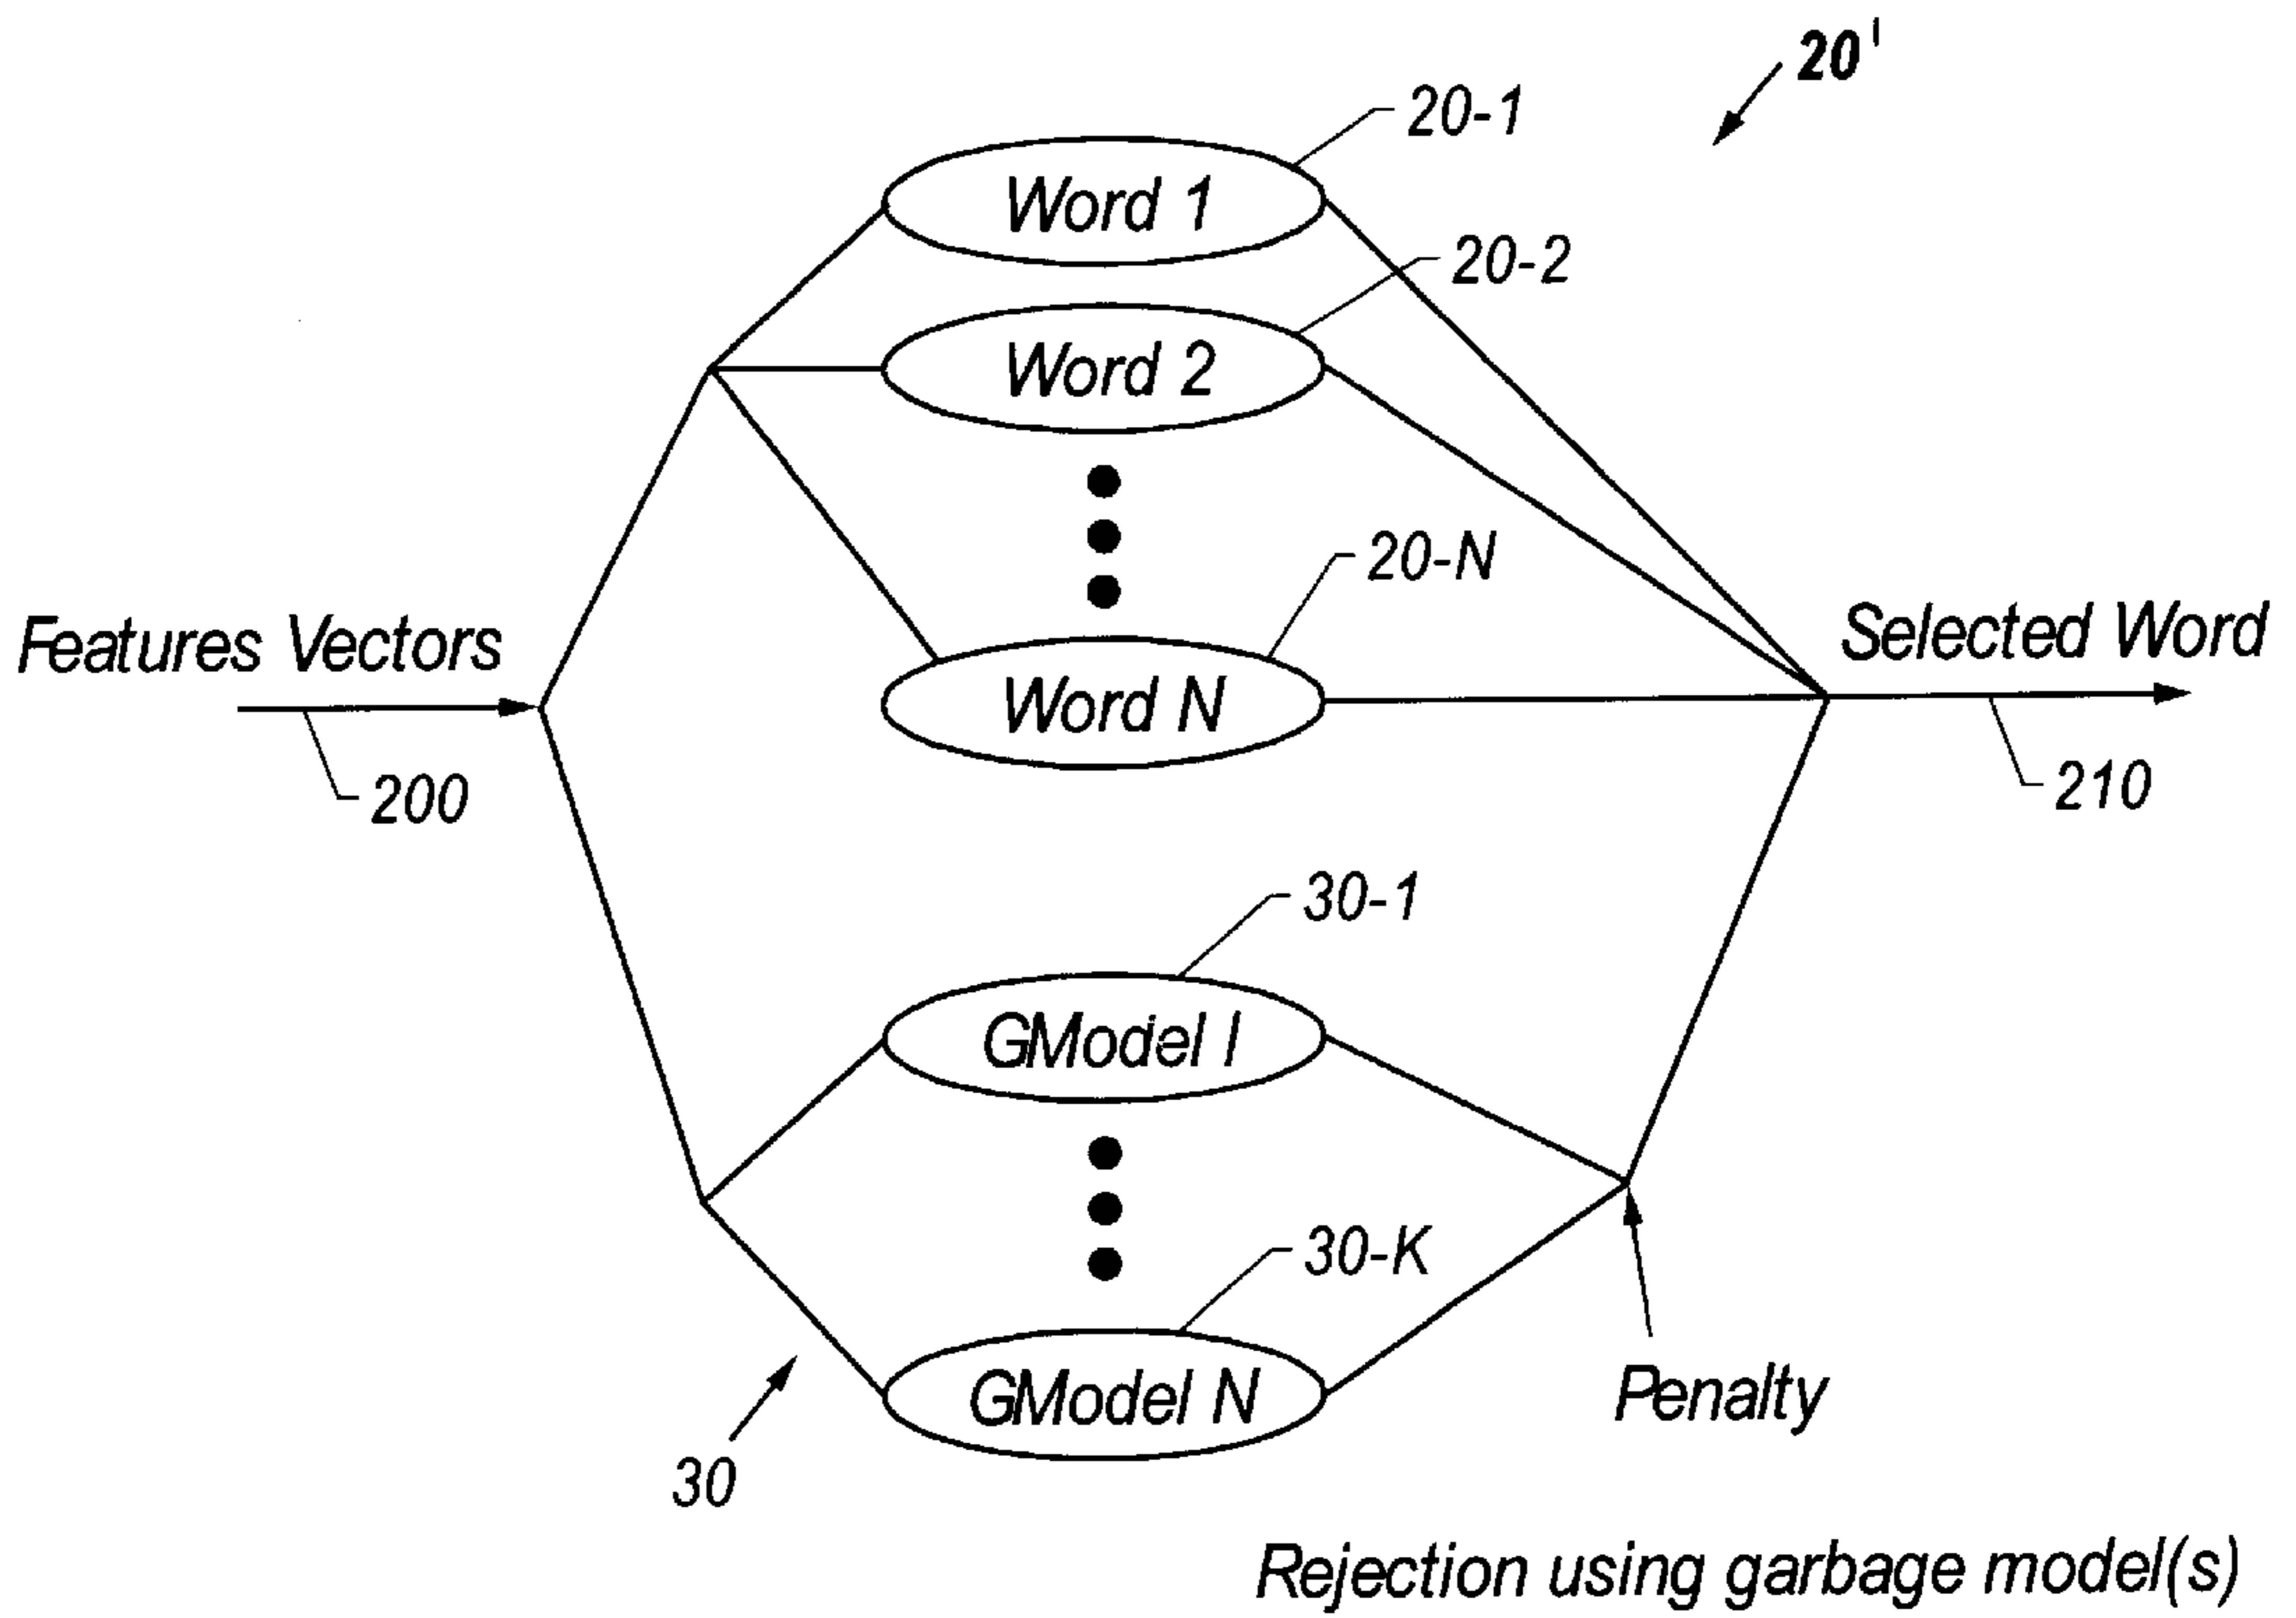 20'
20-1
Word 1
20-2
Word 2
20-N
Features Vectors
Selected Word
Word N
200
210
30-1
GModel I
30-K
GModel N
Penalty
30
Rejection using garbage model(s)